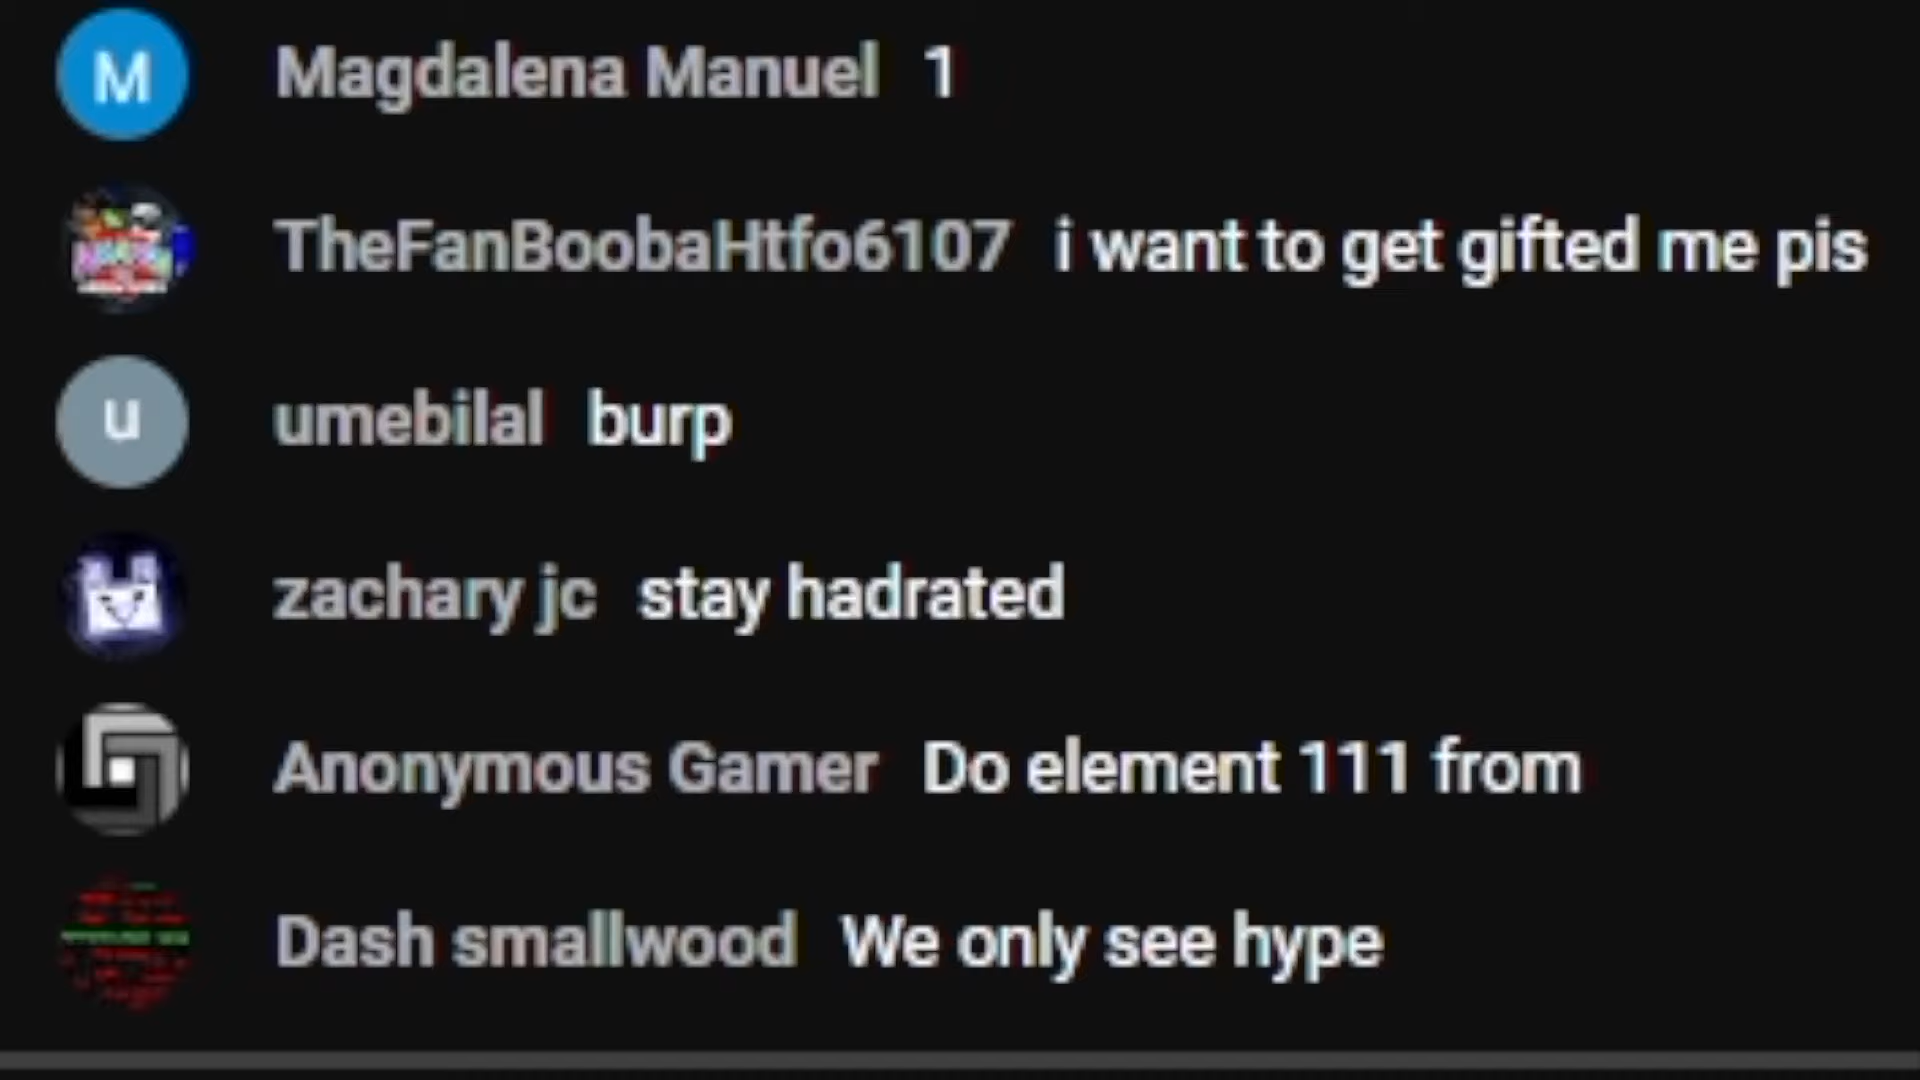 M Magdalena Manuel 1
TheFanBoobaHtfo6107 i want to get gifted me pis
u umebilal burp
zachary jc stay hadrated
Anonymous Gamer Do element 111 from
Dash smallwood We only see hype